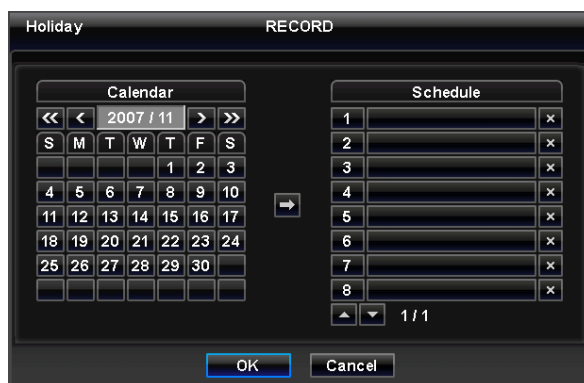 Holiday RECORD
Calendar
<< < 2007 / 11 > >>
S M T W T F S
1 2 3
4 5 6 7 8 9 10
11 12 13 14 15 16 17
18 19 20 21 22 23 24
25 26 27 28 29 30
Schedule
1 ×
2 ×
3 ×
4 ×
5 ×
6 ×
7 ×
8 ×
1 / 1
OK Cancel